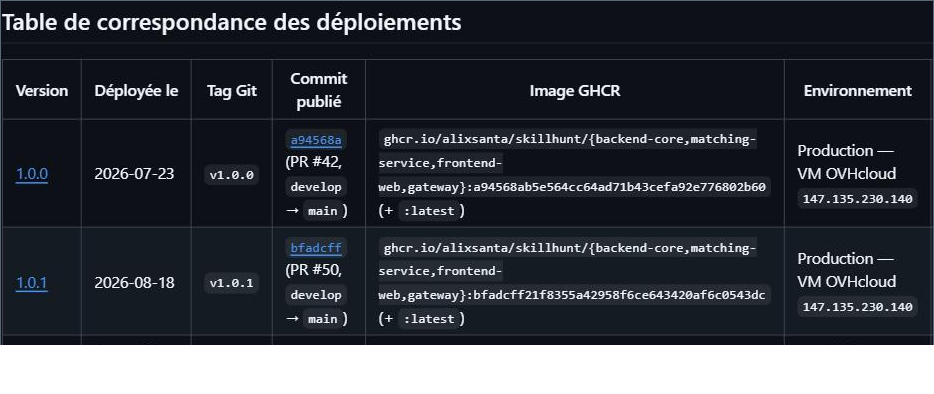 Table de correspondance des déploiements
Version
Déployée le
Tag Git
Commit
publié
Image GHCR
Environnement
1.0.0
2026-07-23
v1.0.0
a94568a
(PR #42,
develop
→ main )
ghcr.io/alixsanta/skillhunt/{backend-core,matching-
service,frontend-
web,gateway}:a94568ab5e564cc64ad71b43cefa92e776802b60
(+ :latest )
Production —
VM OVHcloud
147.135.230.140
1.0.1
2026-08-18
v1.0.1
bfadcff
(PR #50,
develop
→ main )
ghcr.io/alixsanta/skillhunt/{backend-core,matching-
service,frontend-
web,gateway}:bfadcff21f8355a42958f6ce643420af6c0543dc
(+ :latest )
Production —
VM OVHcloud
147.135.230.140